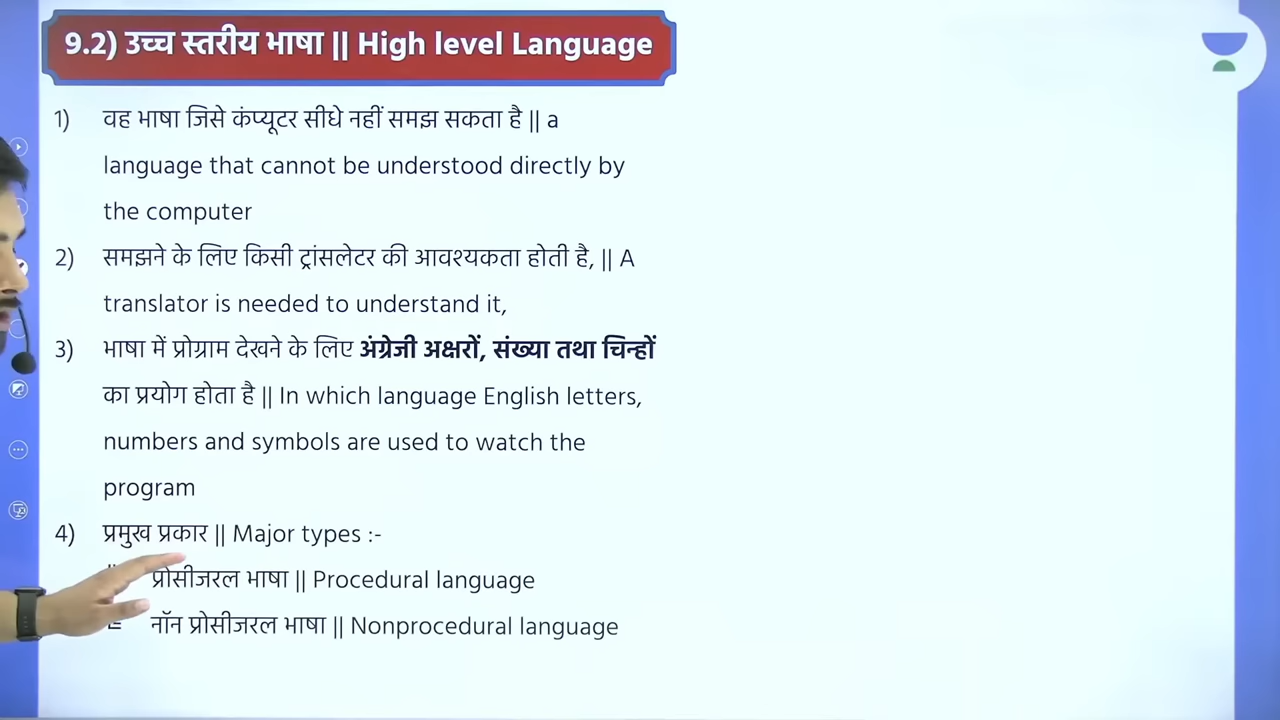 9.2) उच्च स्तरीय भाषा || High level Language
1) वह भाषा जिसे कंप्यूटर सीधे नहीं समझ सकता है || a
language that cannot be understood directly by
the computer
2) समझने के लिए किसी ट्रांसलेटर की आवश्यकता होती है, || A
translator is needed to understand it,
3) भाषा में प्रोग्राम देखने के लिए अंग्रेजी अक्षरों, संख्या तथा चिन्हों
का प्रयोग होता है || In which language English letters,
numbers and symbols are used to watch the
program
4) प्रमुख प्रकार || Major types :-
प्रोसीजरल भाषा || Procedural language
नॉन प्रोसीजरल भाषा || Nonprocedural language